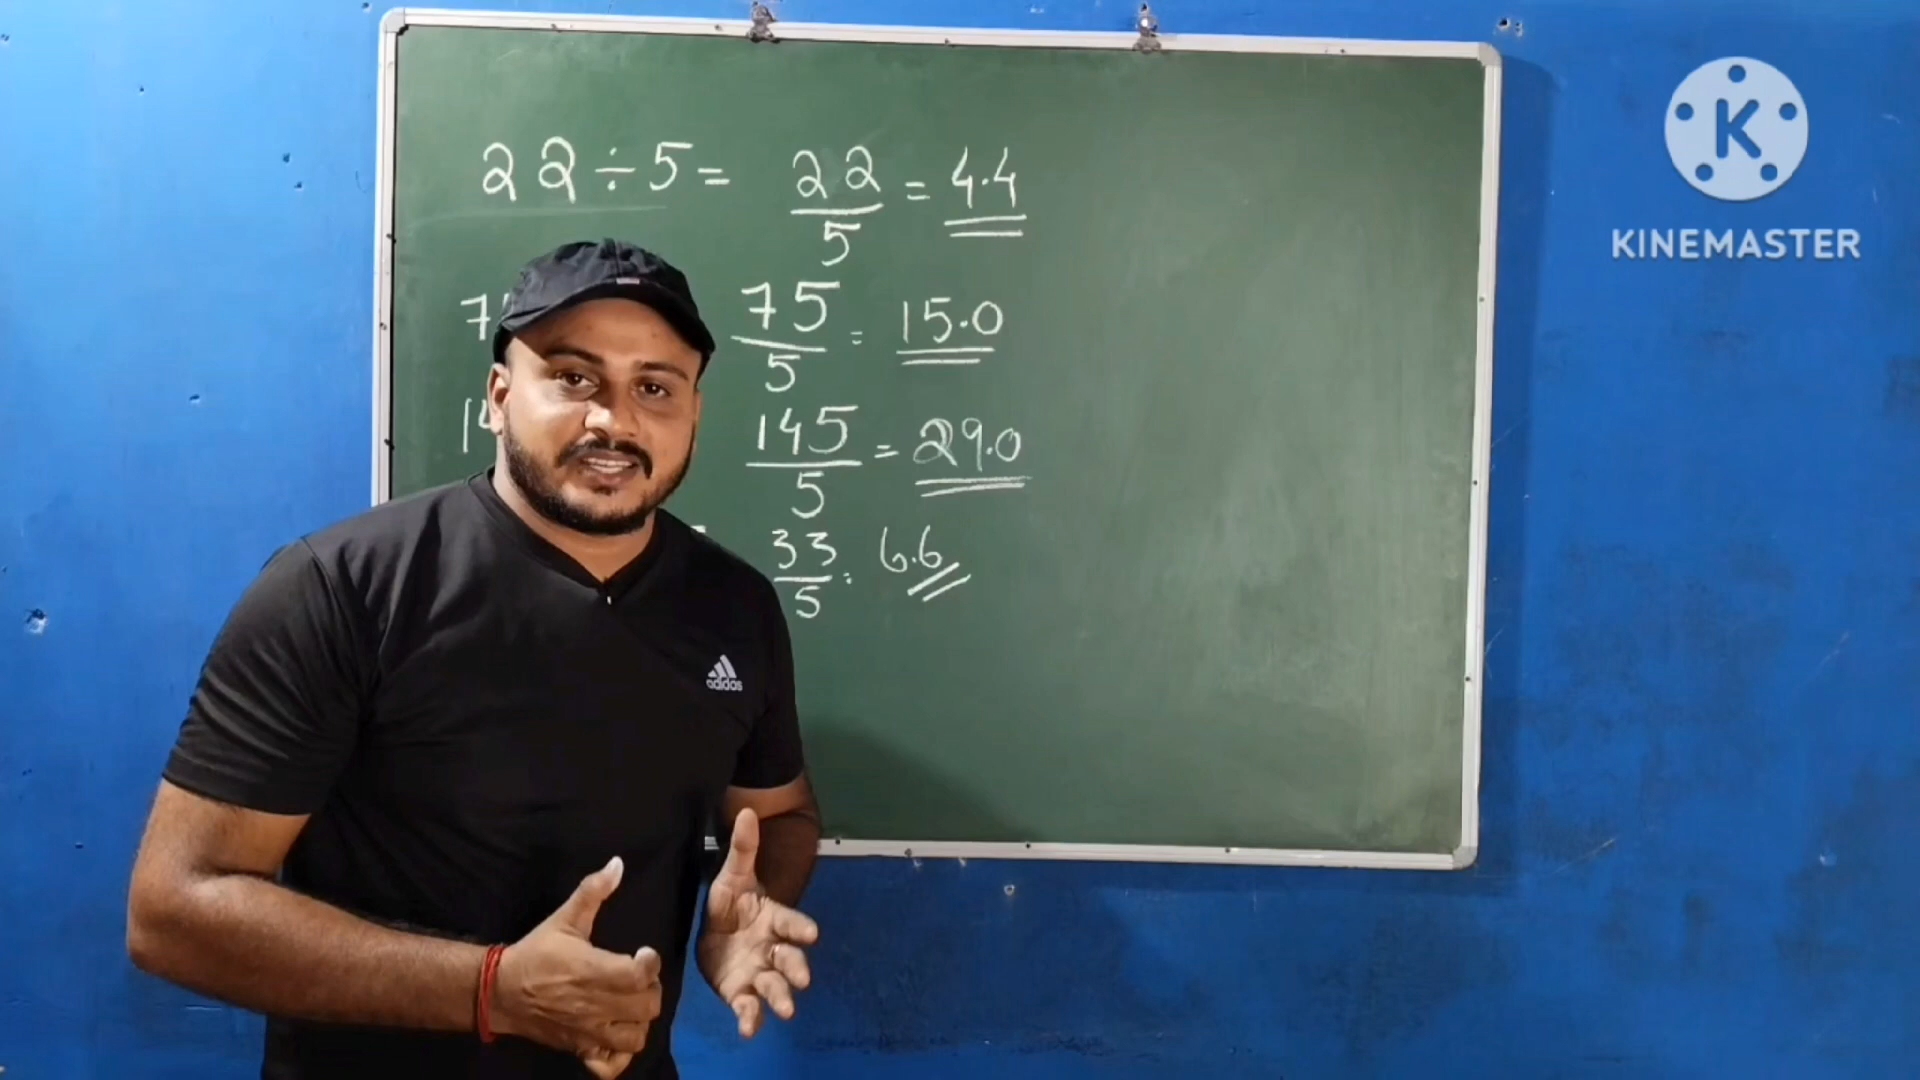 22 ÷ 5 = 22/5 = 4.4
75/5 = 15.0
145/5 = 29.0
33/5 = 6.6
adidas
K
KINEMASTER